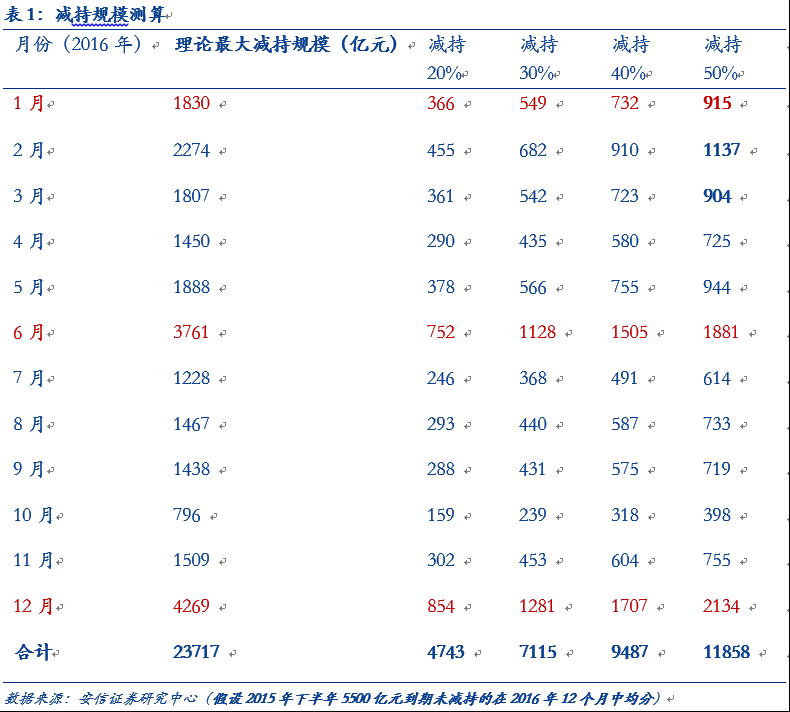 表 1：减持规模测算
月份（2016 年） 理论最大减持规模（亿元） 减持 减持 减持 减持
20% 30% 40% 50%
1 月 1830 366 549 732 915
2 月 2274 455 682 910 1137
3 月 1807 361 542 723 904
4 月 1450 290 435 580 725
5 月 1888 378 566 755 944
6 月 3761 752 1128 1505 1881
7 月 1228 246 368 491 614
8 月 1467 293 440 587 733
9 月 1438 288 431 575 719
10 月 796 159 239 318 398
11 月 1509 302 453 604 755
12 月 4269 854 1281 1707 2134
合计 23717 4743 7115 9487 11858
数据来源：安信证券研究中心（假设 2015 年下半年 5500 亿元到期未减持的在 2016 年 12 个月中均分）